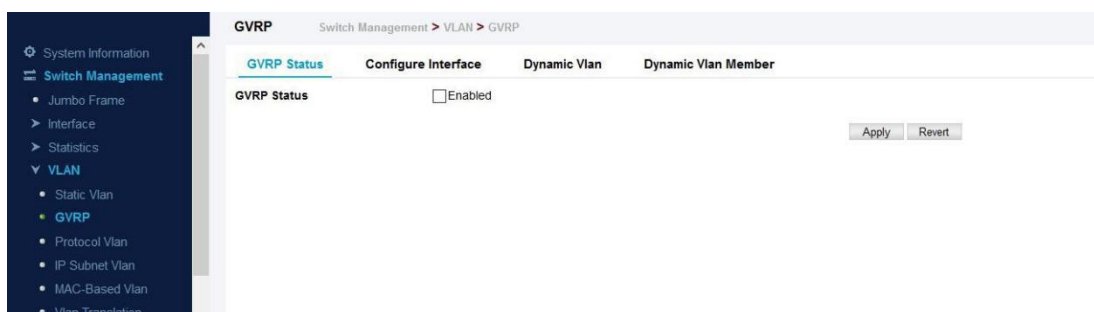 GVRP Switch Management > VLAN > GVRP
System Information
Switch Management
Jumbo Frame
Interface
Statistics
VLAN
Static Vlan
GVRP
Protocol Vlan
IP Subnet Vlan
MAC-Based Vlan
Vlan Translation
GVRP Status Configure Interface Dynamic Vlan Dynamic Vlan Member
GVRP Status Enabled
Apply Revert